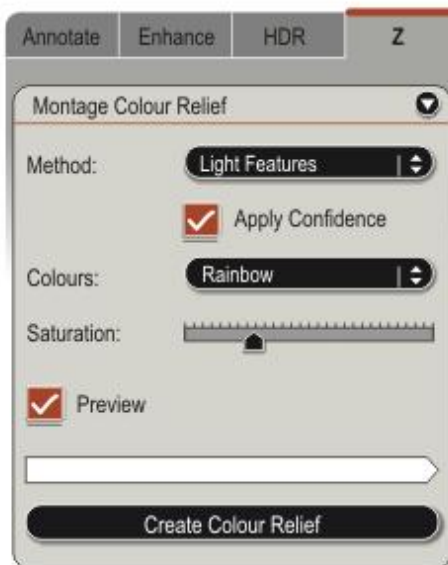 Annotate Enhance HDR Z
Montage Colour Relief
Method: Light Features
Apply Confidence
Colours: Rainbow
Saturation:
Preview
Create Colour Relief